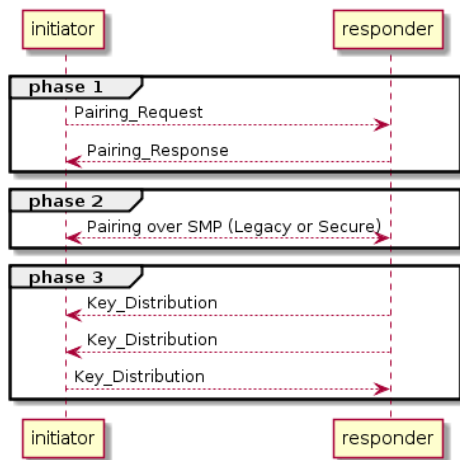 initiator
responder
phase 1
Pairing_Request
Pairing_Response
phase 2
Pairing over SMP (Legacy or Secure)
phase 3
Key_Distribution
Key_Distribution
Key_Distribution
initiator
responder